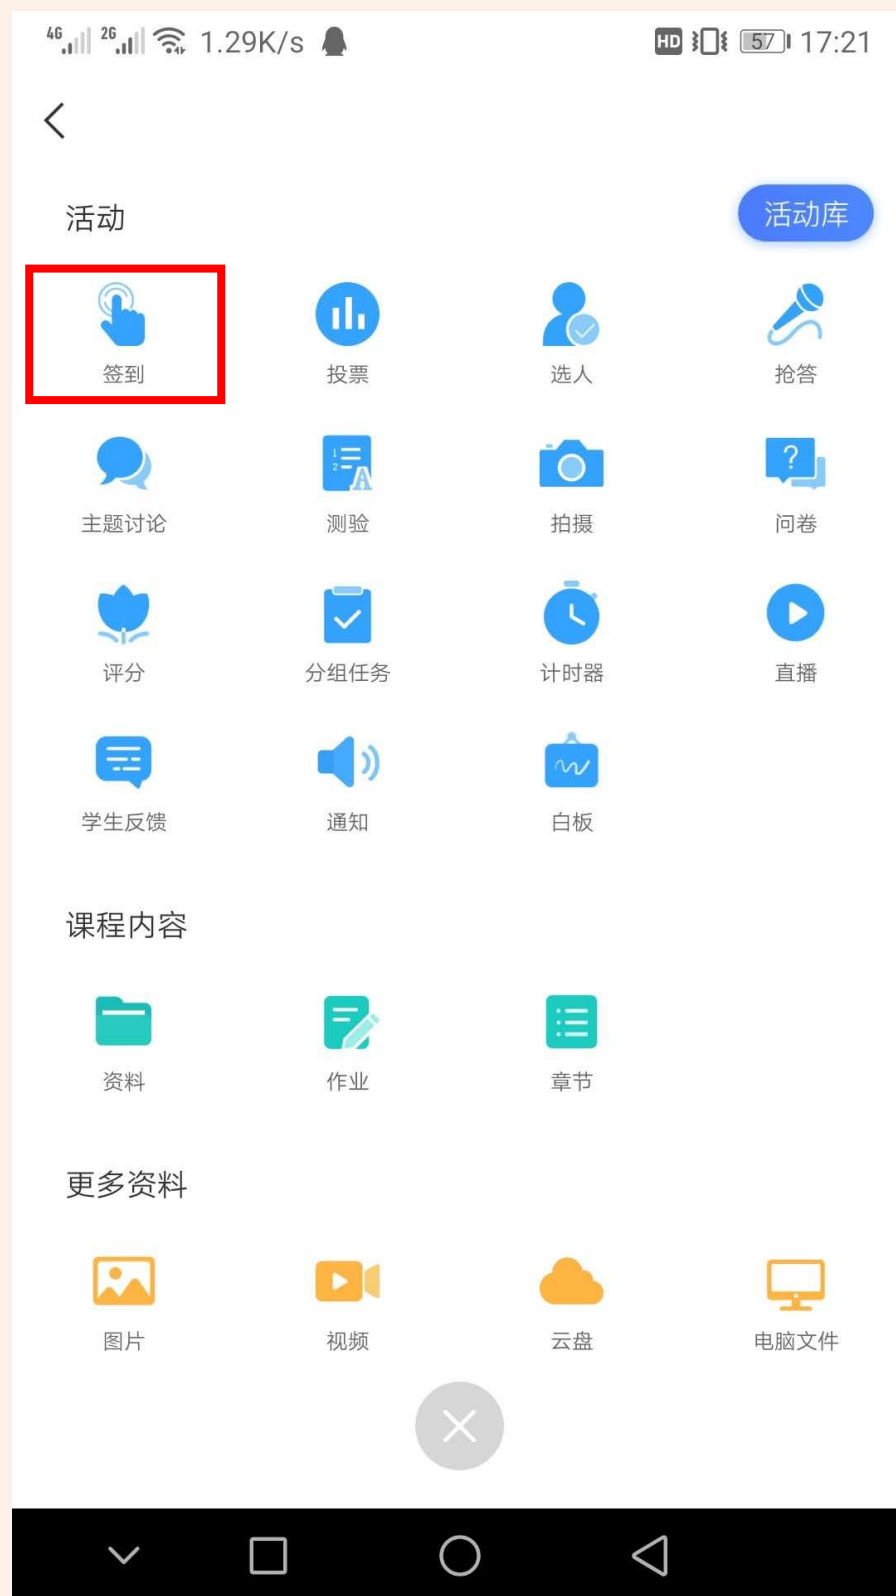 4G 2G 1.29K/s HD 57 17:21
活动 活动库
签到 投票 选人 抢答
主题讨论 测验 拍摄 问卷
评分 分组任务 计时器 直播
学生反馈 通知 白板
课程内容
资料 作业 章节
更多资料
图片 视频 云盘 电脑文件